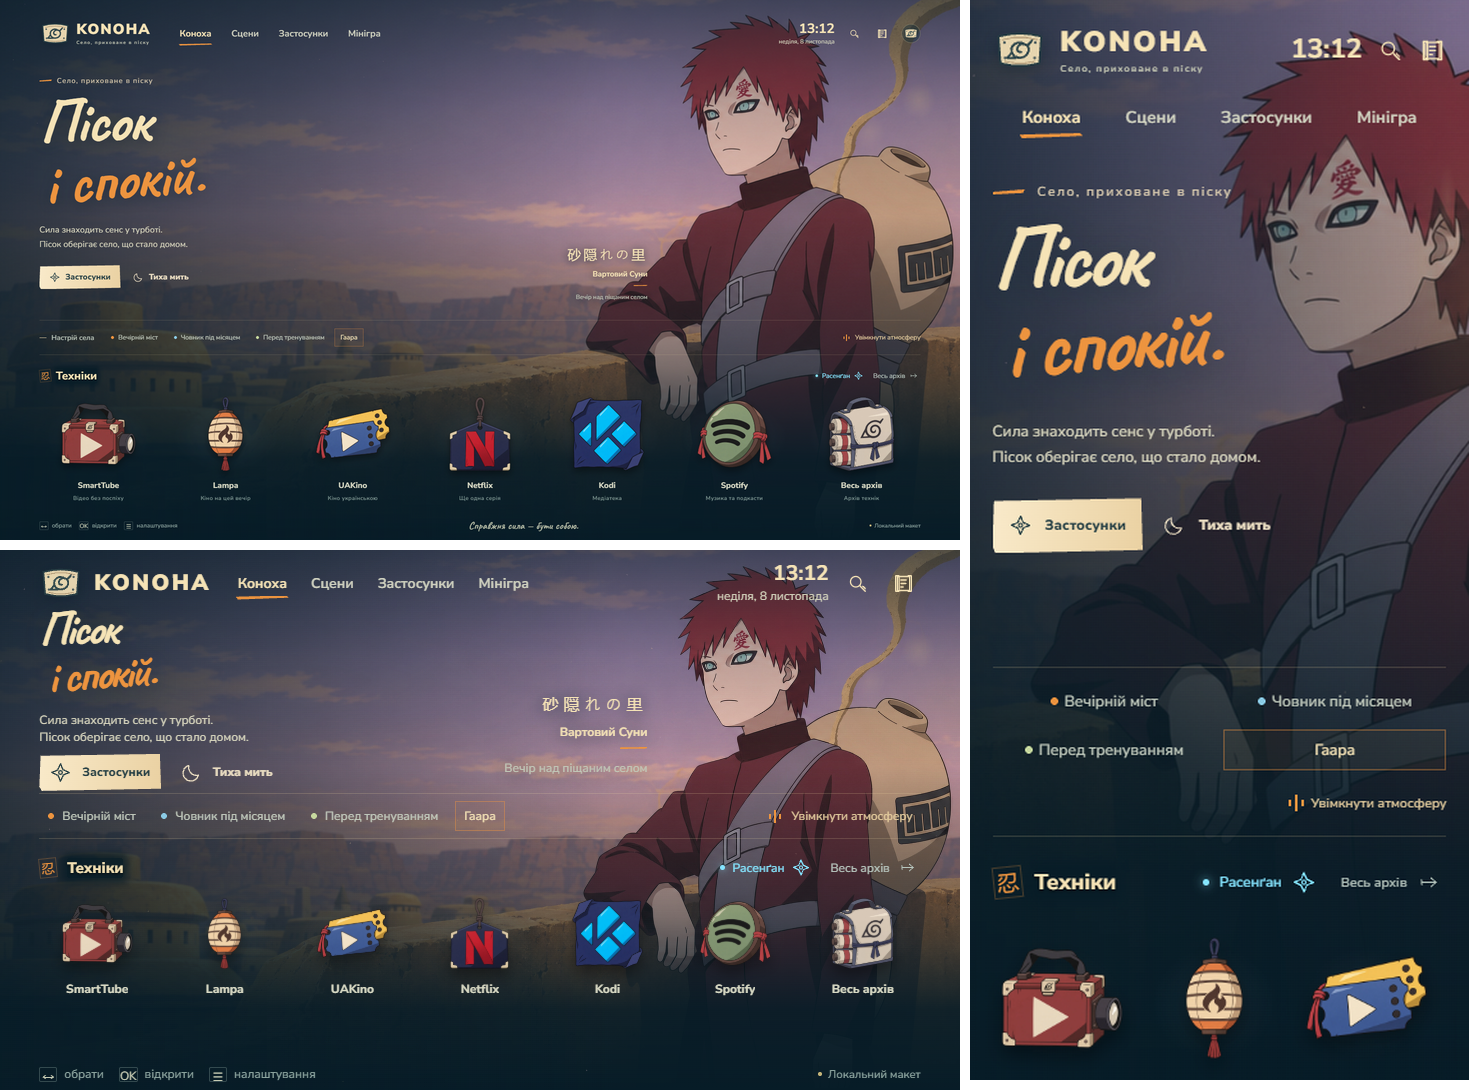 KONOHA
Село, приховане в піску
Коноха Сцени Застосунки Мінігра
13:12
неділя, 8 листопада
Село, приховане в піску
Пісок
і спокій.
Сила знаходить сенс у турботі.
Пісок оберігає село, що стало домом.
Застосунки Тиха мить
愛
砂隠れの里
Вартовий Суни
Вечір над піщаним селом
Настрій села Вечірній міст Човник під місяцем Перед тренуванням Гаара Увімкнути атмосферу
忍 Техніки Расенґан Весь архів
N
SmartTube Lampa UAKino Netflix Kodi Spotify Весь архів
Відео без поспіху Кіно на цей вечір Кіно українською Ще одна серія Медіатека Музика та подкасти Архів технік
обрати OK відкрити налаштування Справжня сила — бути собою. Локальний макет
KONOHA Коноха Сцени Застосунки Мінігра
13:12
неділя, 8 листопада
Пісок
і спокій.
Сила знаходить сенс у турботі.
Пісок оберігає село, що стало домом.
Застосунки Тиха мить
愛
砂隠れの里
Вартовий Суни
Вечір над піщаним селом
Вечірній міст Човник під місяцем Перед тренуванням Гаара Увімкнути атмосферу
忍 Техніки Расенґан Весь архів
N
SmartTube Lampa UAKino Netflix Kodi Spotify Весь архів
обрати OK відкрити налаштування Локальний макет
KONOHA
Село, приховане в піску
13:12
Коноха Сцени Застосунки Мінігра
Село, приховане в піску
愛
Пісок
і спокій.
Сила знаходить сенс у турботі.
Пісок оберігає село, що стало домом.
Застосунки Тиха мить
Вечірній міст Човник під місяцем
Перед тренуванням Гаара
Увімкнути атмосферу
忍 Техніки Расенґан Весь архів